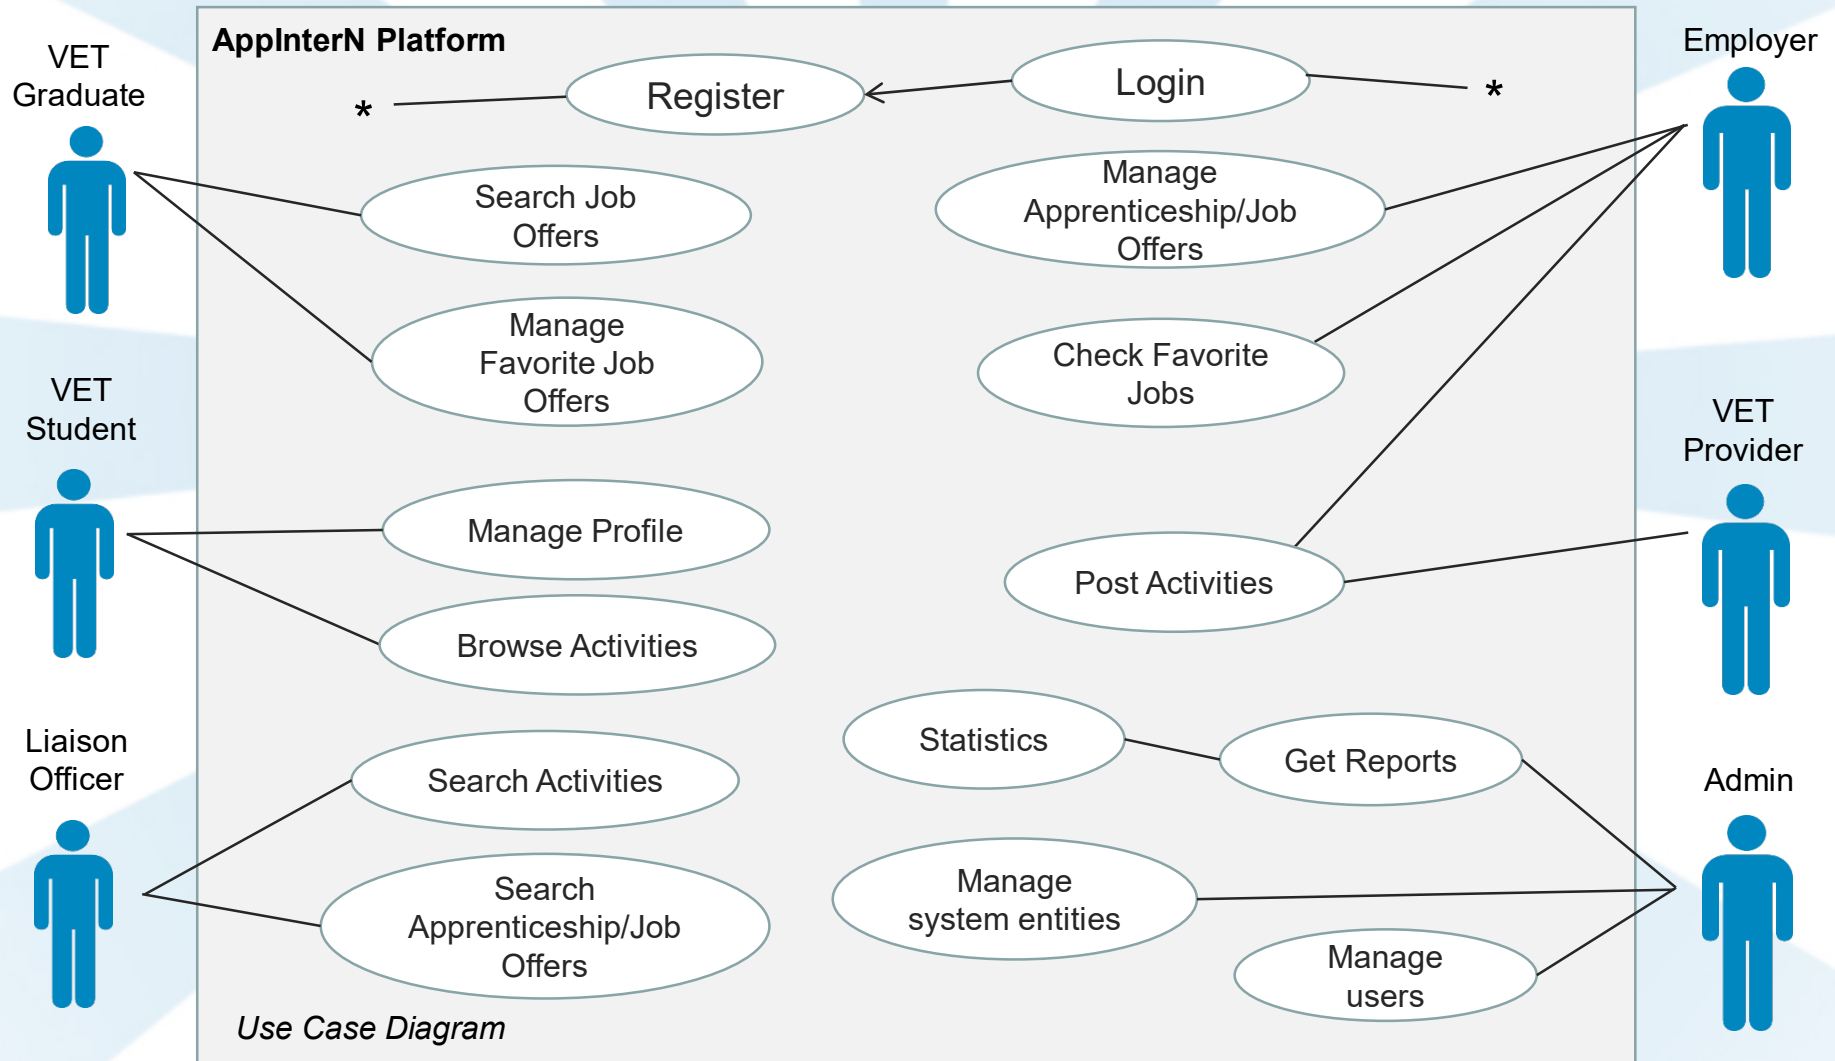 AppInterN Platform
VET
Graduate
Employer
*
Register
Login
*
Search Job
Offers
Manage
Apprenticeship/Job
Offers
Manage
Favorite Job
Offers
Check Favorite
Jobs
VET
Student
VET
Provider
Manage Profile
Post Activities
Browse Activities
Liaison
Officer
Search Activities
Statistics
Get Reports
Admin
Search
Apprenticeship/Job
Offers
Manage
system entities
Manage
users
Use Case Diagram